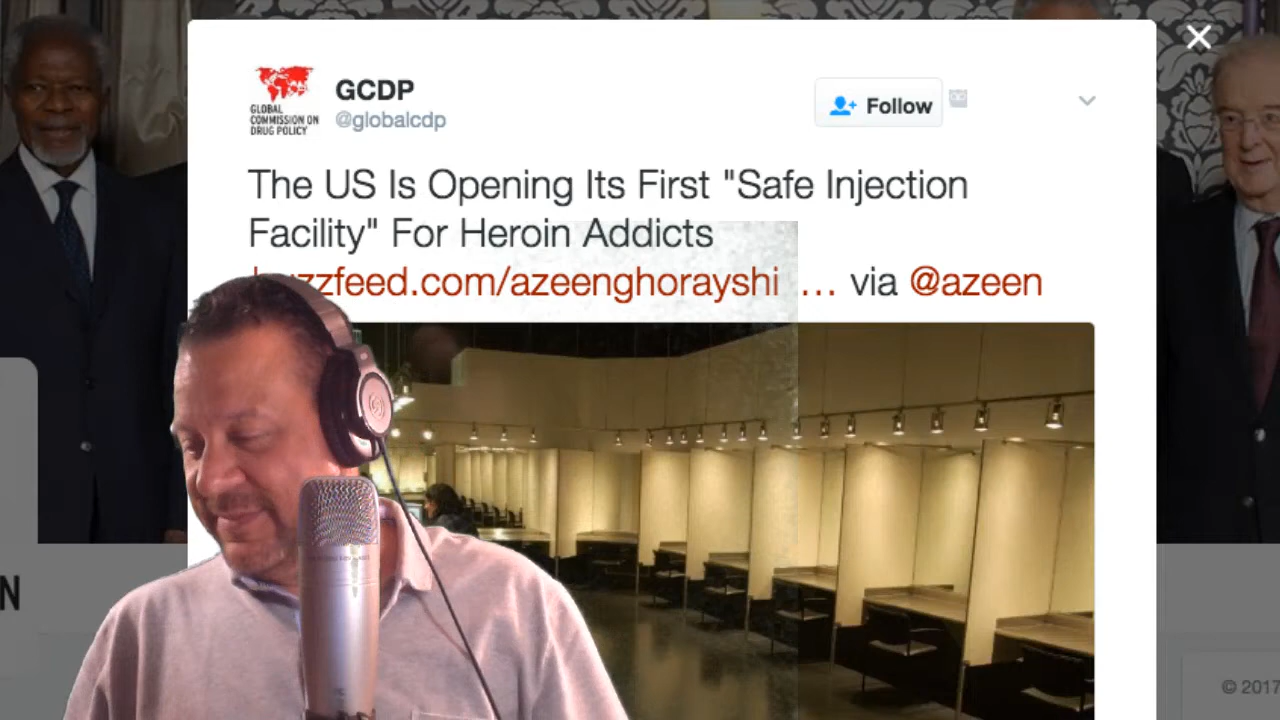 GCDP
@globalcdp
GLOBAL
COMMISSION ON
DRUG POLICY
Follow
The US Is Opening Its First "Safe Injection
Facility" For Heroin Addicts
buzzfeed.com/azeenghorayshi … via @azeen
N
© 2017